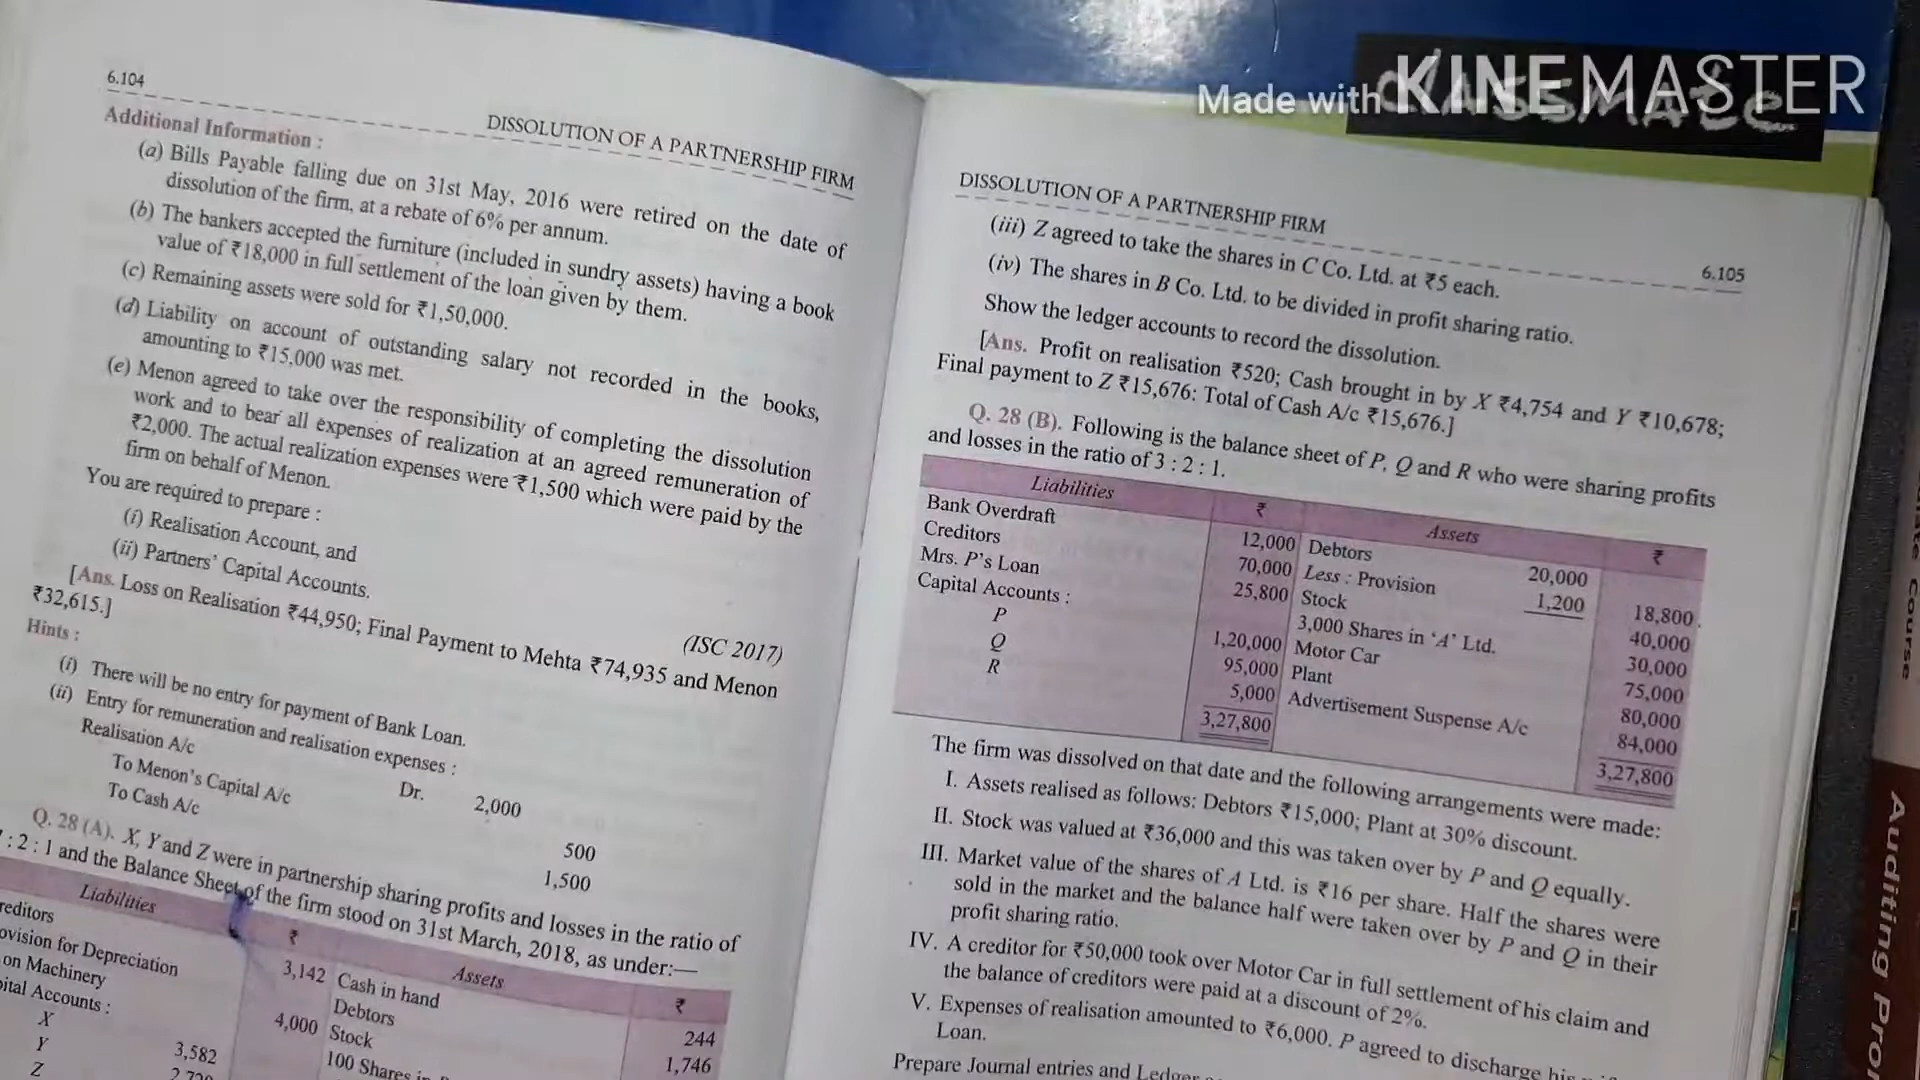 Made with KINEMASTER
CLASSMATE
6.104
DISSOLUTION OF A PARTNERSHIP FIRM
Additional Information :
(a) Bills Payable falling due on 31st May, 2016 were retired on the date of
dissolution of the firm, at a rebate of 6% per annum.
(b) The bankers accepted the furniture (included in sundry assets) having a book
value of ₹18,000 in full settlement of the loan given by them.
(c) Remaining assets were sold for ₹1,50,000.
(d) Liability on account of outstanding salary not recorded in the books,
amounting to ₹15,000 was met.
(e) Menon agreed to take over the responsibility of completing the dissolution
work and to bear all expenses of realization at an agreed remuneration of
₹2,000. The actual realization expenses were ₹1,500 which were paid by the
firm on behalf of Menon.
You are required to prepare :
(i) Realisation Account, and
(ii) Partners' Capital Accounts.
(ISC 2017)
[Ans. Loss on Realisation ₹44,950; Final Payment to Mehta ₹74,935 and Menon
₹32,615.]
Hints :
(i) There will be no entry for payment of Bank Loan.
(ii) Entry for remuneration and realisation expenses :
Realisation A/c Dr. 2,000
To Menon's Capital A/c 500
To Cash A/c 1,500
Q. 28 (A). X, Y and Z were in partnership sharing profits and losses in the ratio of
: 2 : 1 and the Balance Sheet of the firm stood on 31st March, 2018, as under:—
Liabilities ₹ Assets ₹
reditors 3,142 Cash in hand 244
ovision for Depreciation Debtors 1,746
on Machinery 4,000 Stock
pital Accounts : 100 Shares in
X 3,582
Y
Z
DISSOLUTION OF A PARTNERSHIP FIRM
6.105
(iii) Z agreed to take the shares in C Co. Ltd. at ₹5 each.
(iv) The shares in B Co. Ltd. to be divided in profit sharing ratio.
Show the ledger accounts to record the dissolution.
[Ans. Profit on realisation ₹520; Cash brought in by X ₹4,754 and Y ₹10,678;
Final payment to Z ₹15,676: Total of Cash A/c ₹15,676.]
Q. 28 (B). Following is the balance sheet of P, Q and R who were sharing profits
and losses in the ratio of 3 : 2 : 1.
Liabilities ₹ Assets ₹
Bank Overdraft 12,000 Debtors 20,000
Creditors 70,000 Less : Provision 1,200 18,800
Mrs. P's Loan 25,800 Stock 40,000
Capital Accounts : 3,000 Shares in 'A' Ltd. 30,000
P 1,20,000 Motor Car 75,000
Q 95,000 Plant 80,000
R 5,000 Advertisement Suspense A/c 84,000
3,27,800 3,27,800
The firm was dissolved on that date and the following arrangements were made:
I. Assets realised as follows: Debtors ₹15,000; Plant at 30% discount.
II. Stock was valued at ₹36,000 and this was taken over by P and Q equally.
III. Market value of the shares of A Ltd. is ₹16 per share. Half the shares were
sold in the market and the balance half were taken over by P and Q in their
profit sharing ratio.
IV. A creditor for ₹50,000 took over Motor Car in full settlement of his claim and
the balance of creditors were paid at a discount of 2%.
V. Expenses of realisation amounted to ₹6,000. P agreed to discharge his
Loan.
Prepare Journal entries and Ledger
Course
Auditing